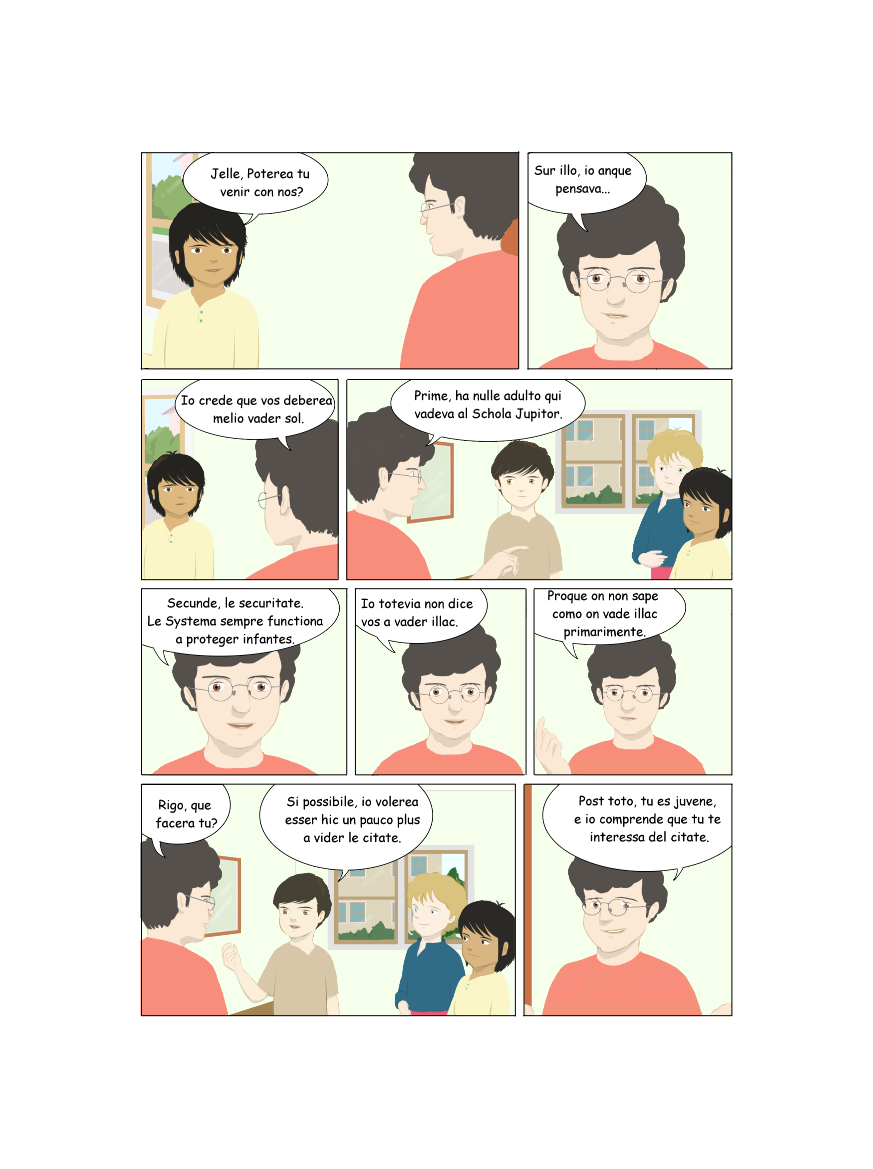 Jelle, Poterea tu
venir con nos?
Sur illo, io anque
pensava...
Io crede que vos deberea
melio vader sol.
Prime, ha nulle adulto qui
vadeva al Schola Jupitor.
Secunde, le securitate.
Le Systema sempre functiona
a proteger infantes.
Io totevia non dice
vos a vader illac.
Proque on non sape
como on vade illac
primarimente.
Rigo, que
facera tu?
Si possibile, io volerea
esser hic un pauco plus
a vider le citate.
Post toto, tu es juvene,
e io comprende que tu te
interessa del citate.